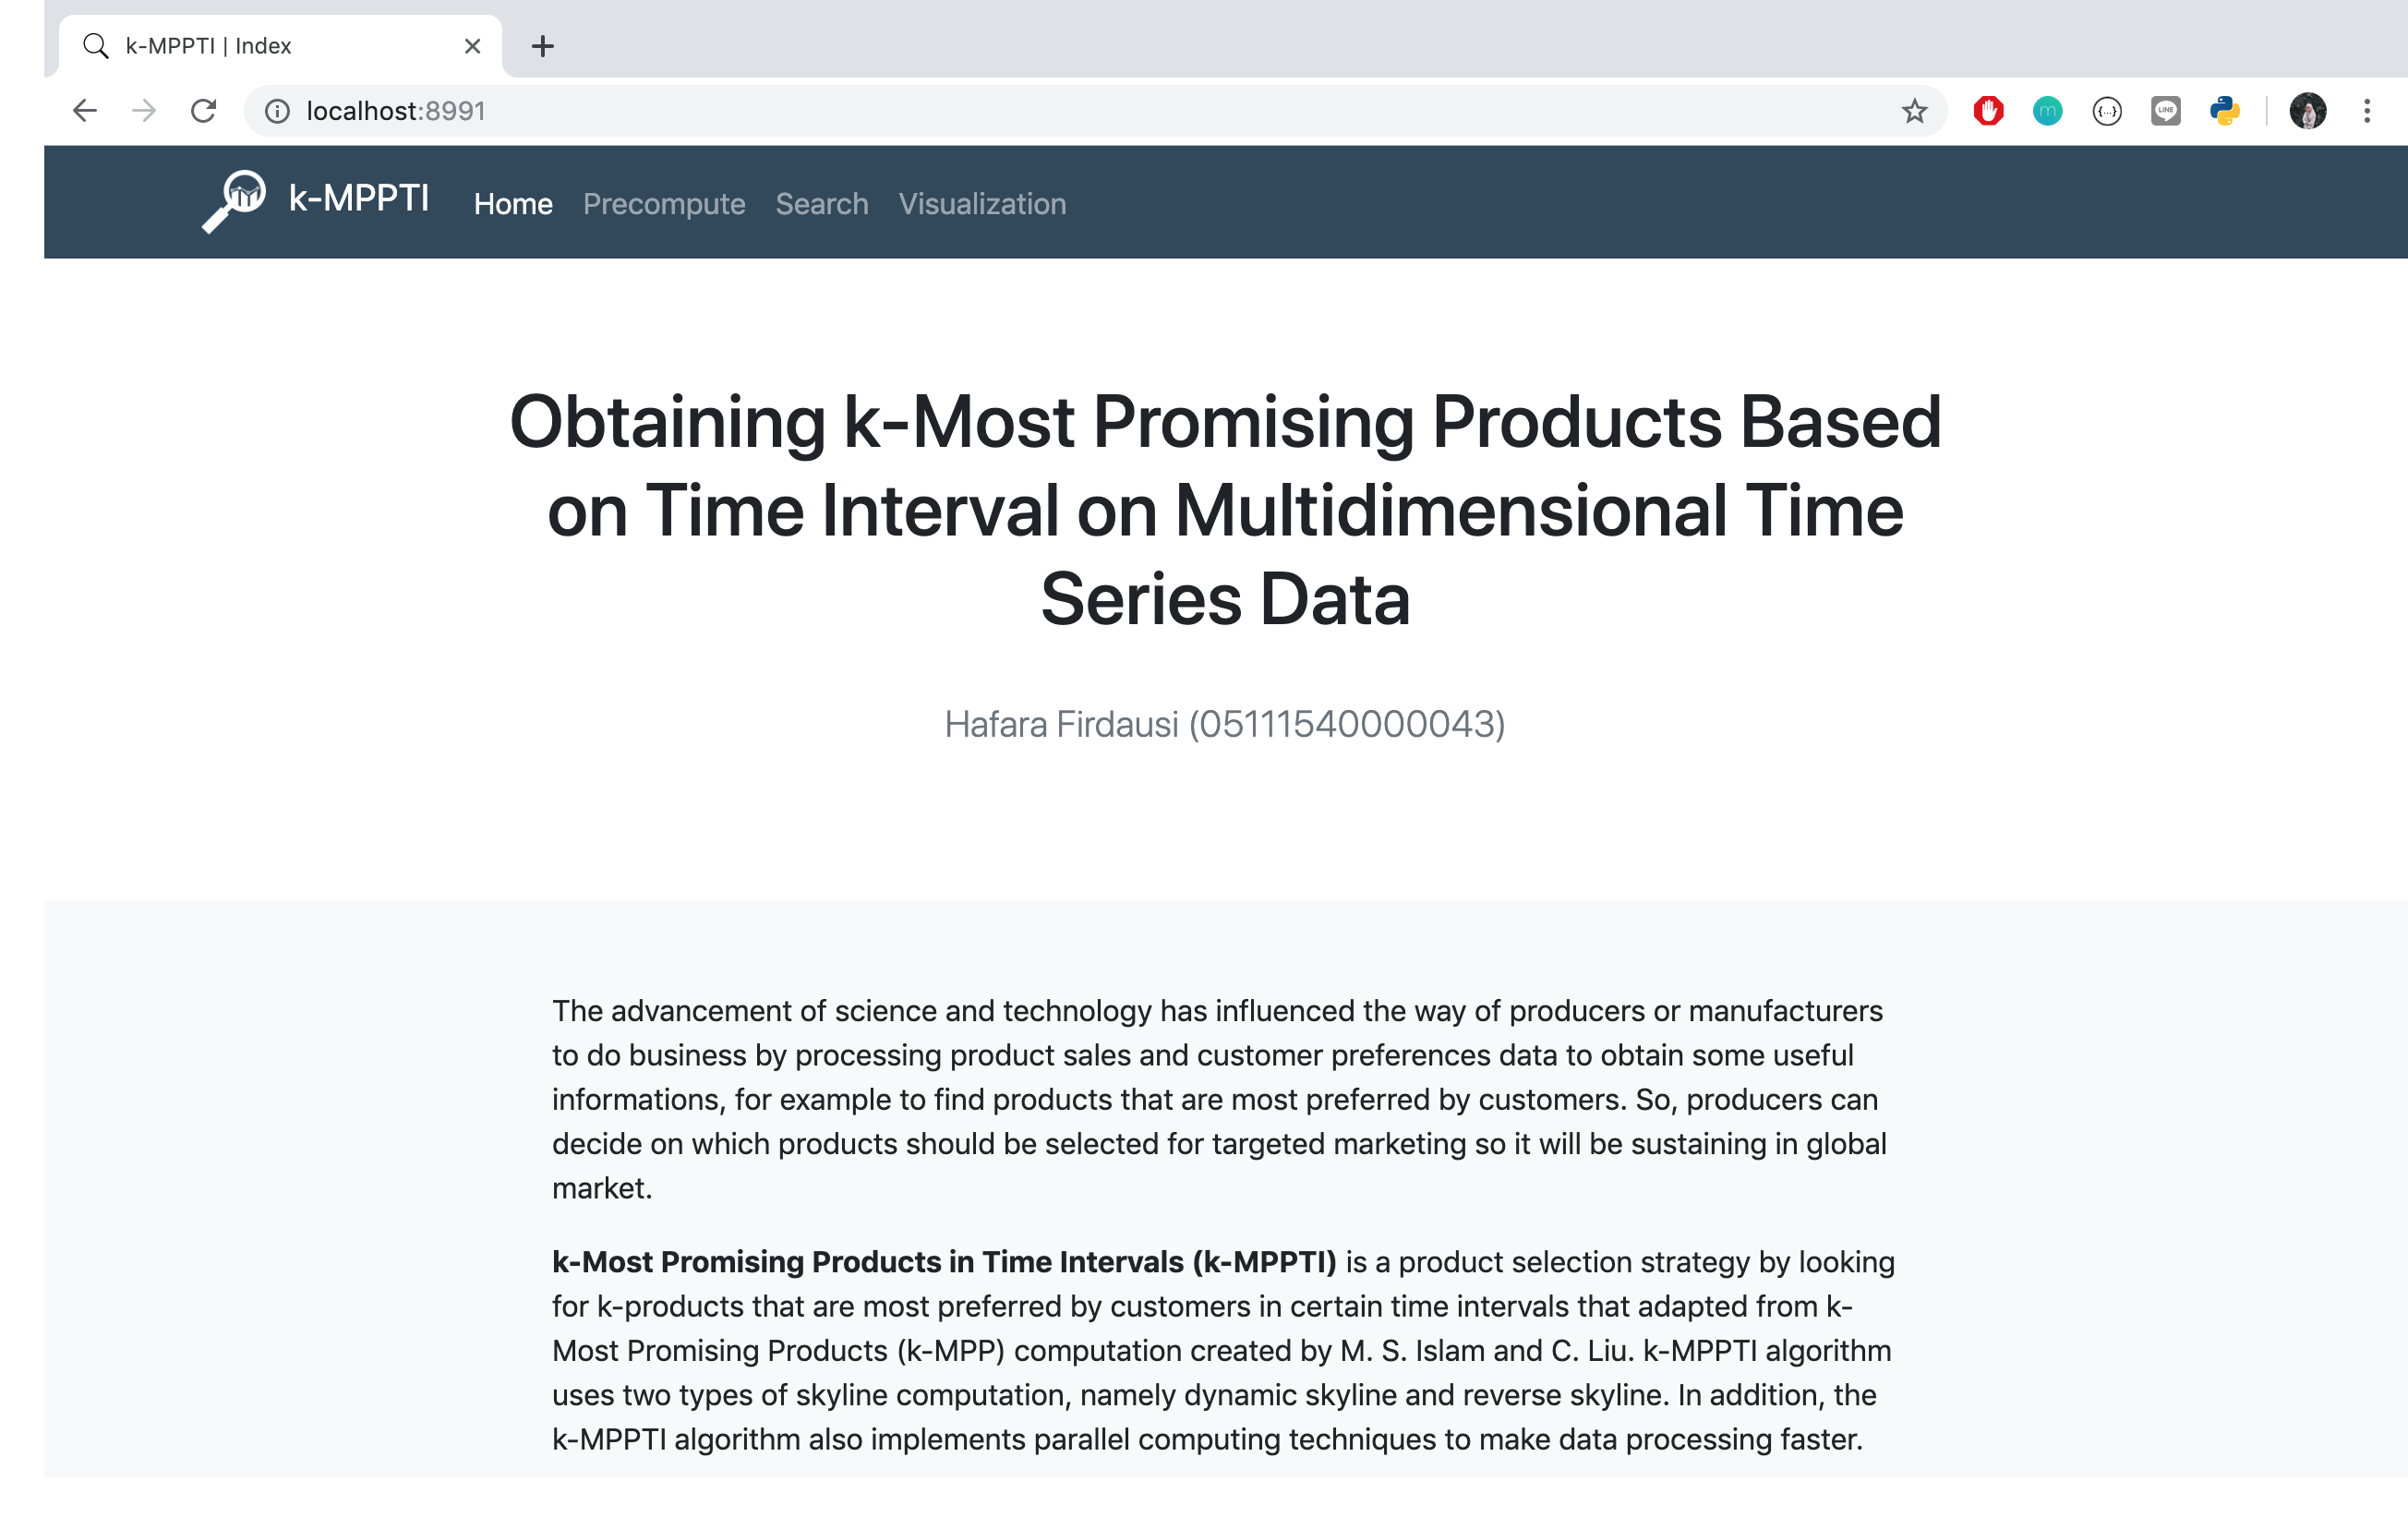 k-MPPTI | Index
localhost:8991
m
{...}
LINE
k-MPPTI Home Precompute Search Visualization
Obtaining k-Most Promising Products Based
on Time Interval on Multidimensional Time
Series Data
Hafara Firdausi (05111540000043)
The advancement of science and technology has influenced the way of producers or manufacturers
to do business by processing product sales and customer preferences data to obtain some useful
informations, for example to find products that are most preferred by customers. So, producers can
decide on which products should be selected for targeted marketing so it will be sustaining in global
market.
k-Most Promising Products in Time Intervals (k-MPPTI) is a product selection strategy by looking
for k-products that are most preferred by customers in certain time intervals that adapted from k-
Most Promising Products (k-MPP) computation created by M. S. Islam and C. Liu. k-MPPTI algorithm
uses two types of skyline computation, namely dynamic skyline and reverse skyline. In addition, the
k-MPPTI algorithm also implements parallel computing techniques to make data processing faster.